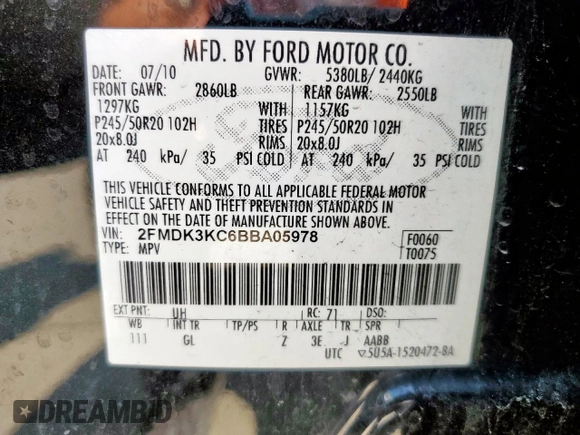 MFD. BY FORD MOTOR CO.
DATE: 07/10 GVWR: 5380LB/ 2440KG
FRONT GAWR: 2860LB REAR GAWR: 2550LB
1297KG WITH 1157KG WITH
P245/50R20 102H TIRES P245/50R20 102H TIRES
20x8.0J RIMS 20x8.0J RIMS
AT 240 kPa/ 35 PSI COLD AT 240 kPa/ 35 PSI COLD
THIS VEHICLE CONFORMS TO ALL APPLICABLE FEDERAL MOTOR
VEHICLE SAFETY AND THEFT PREVENTION STANDARDS IN
EFFECT ON THE DATE OF MANUFACTURE SHOWN ABOVE.
VIN: 2FMDK3KC6BBA05978 F0060
TYPE: MPV T0075
EXT PNT: UH RC: 71 DSO:
WB INT TR TP/PS R AXLE TR SPR
111 GL Z 3E J AABB
UTC ▽5U5A-1520472-BA
DREAMBID